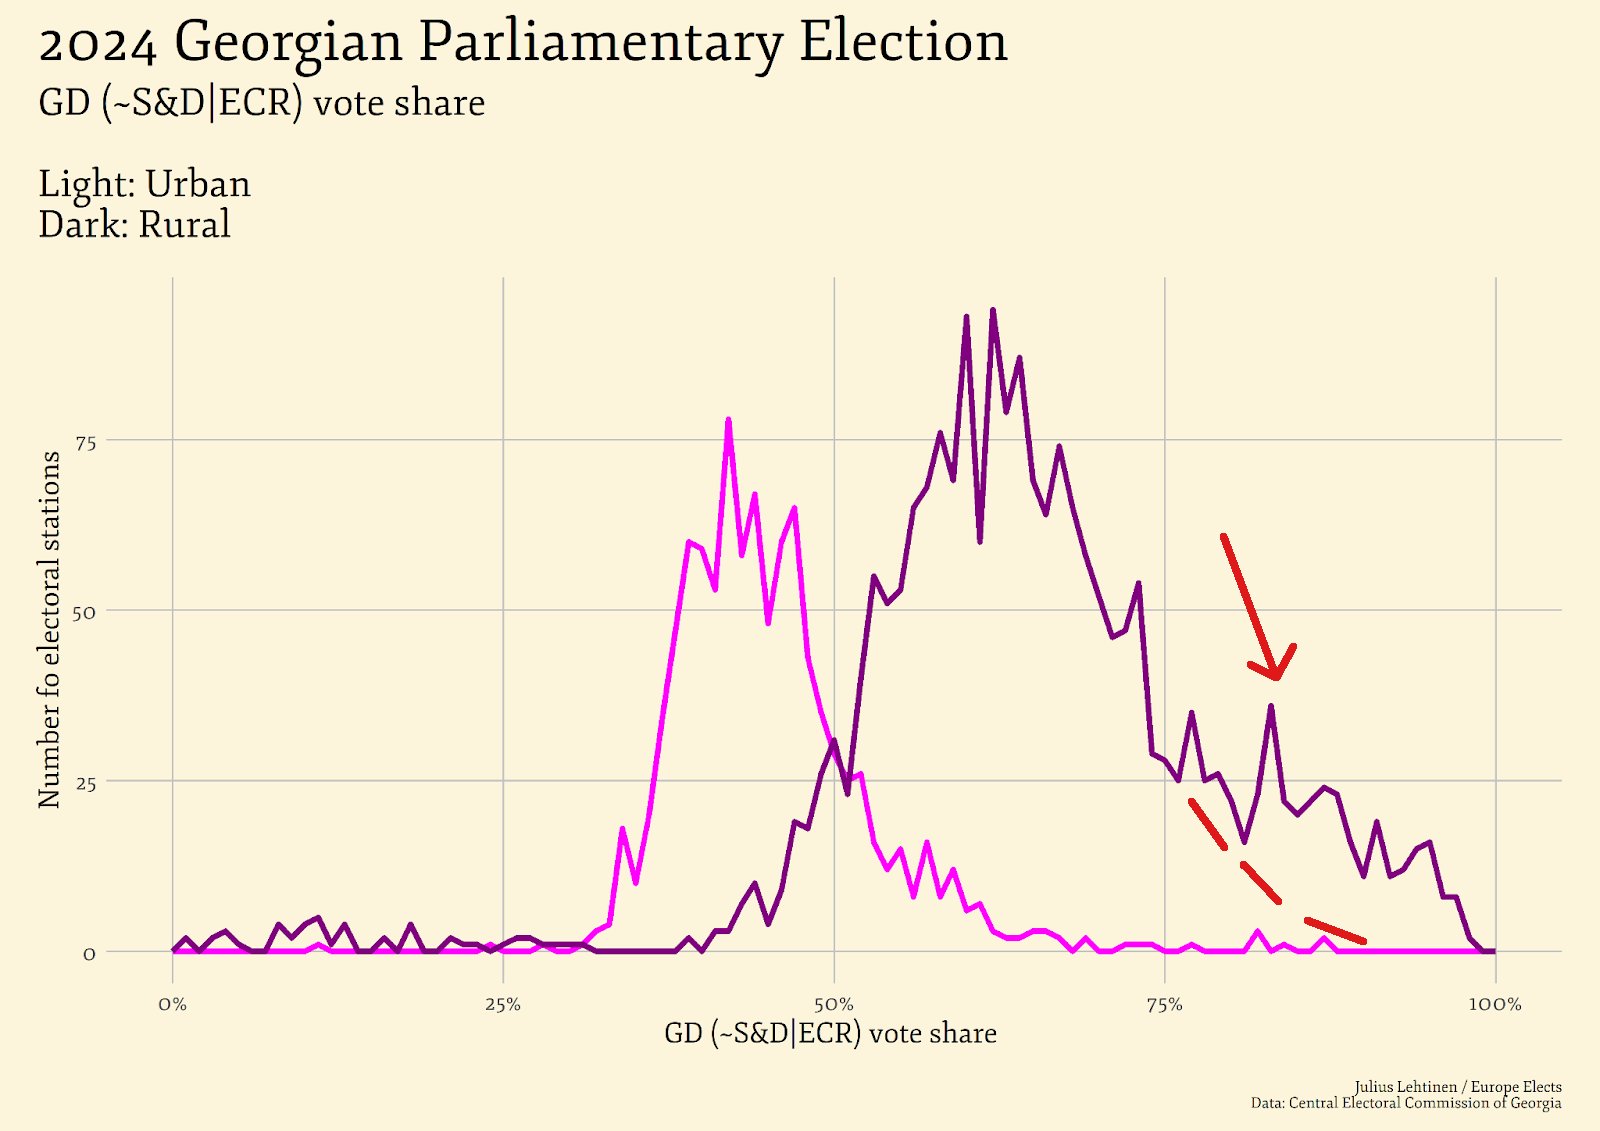 2024 Georgian Parliamentary Election
GD (~S&D|ECR) vote share
Light: Urban
Dark: Rural
Number fo electoral stations
75
50
25
0
0%
25%
50%
75%
100%
GD (~S&D|ECR) vote share
Julius Lehtinen / Europe Elects
Data: Central Electoral Commission of Georgia